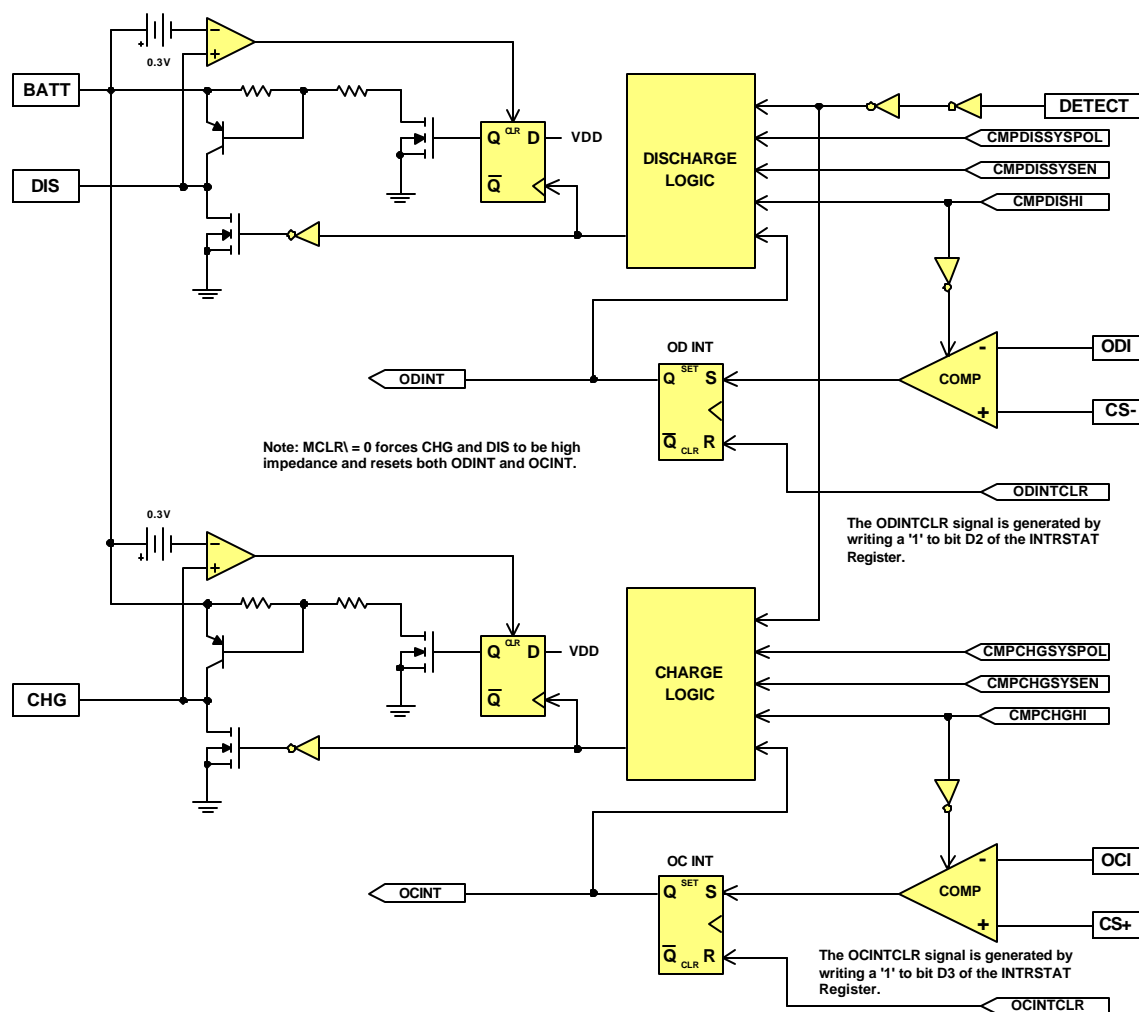 0.3V
BATT
DIS
Q CLR D
VDD
Q
DISCHARGE
LOGIC
DETECT
CMPDISSYSPOL
CMPDISSYSEN
CMPDISHI
OD INT
ODINT
Q SET S
Q CLR R
COMP
-
+
ODI
CS-
ODINTCLR
Note: MCLR\ = 0 forces CHG and DIS to be high
impedance and resets both ODINT and OCINT.
The ODINTCLR signal is generated by
writing a '1' to bit D2 of the INTRSTAT
Register.
0.3V
CHG
Q CLR D
VDD
Q
CHARGE
LOGIC
CMPCHGSYSPOL
CMPCHGSYSEN
CMPCHGHI
OC INT
OCINT
Q SET S
Q CLR R
COMP
-
+
OCI
CS+
The OCINTCLR signal is generated by
writing a '1' to bit D3 of the INTRSTAT
Register.
OCINTCLR